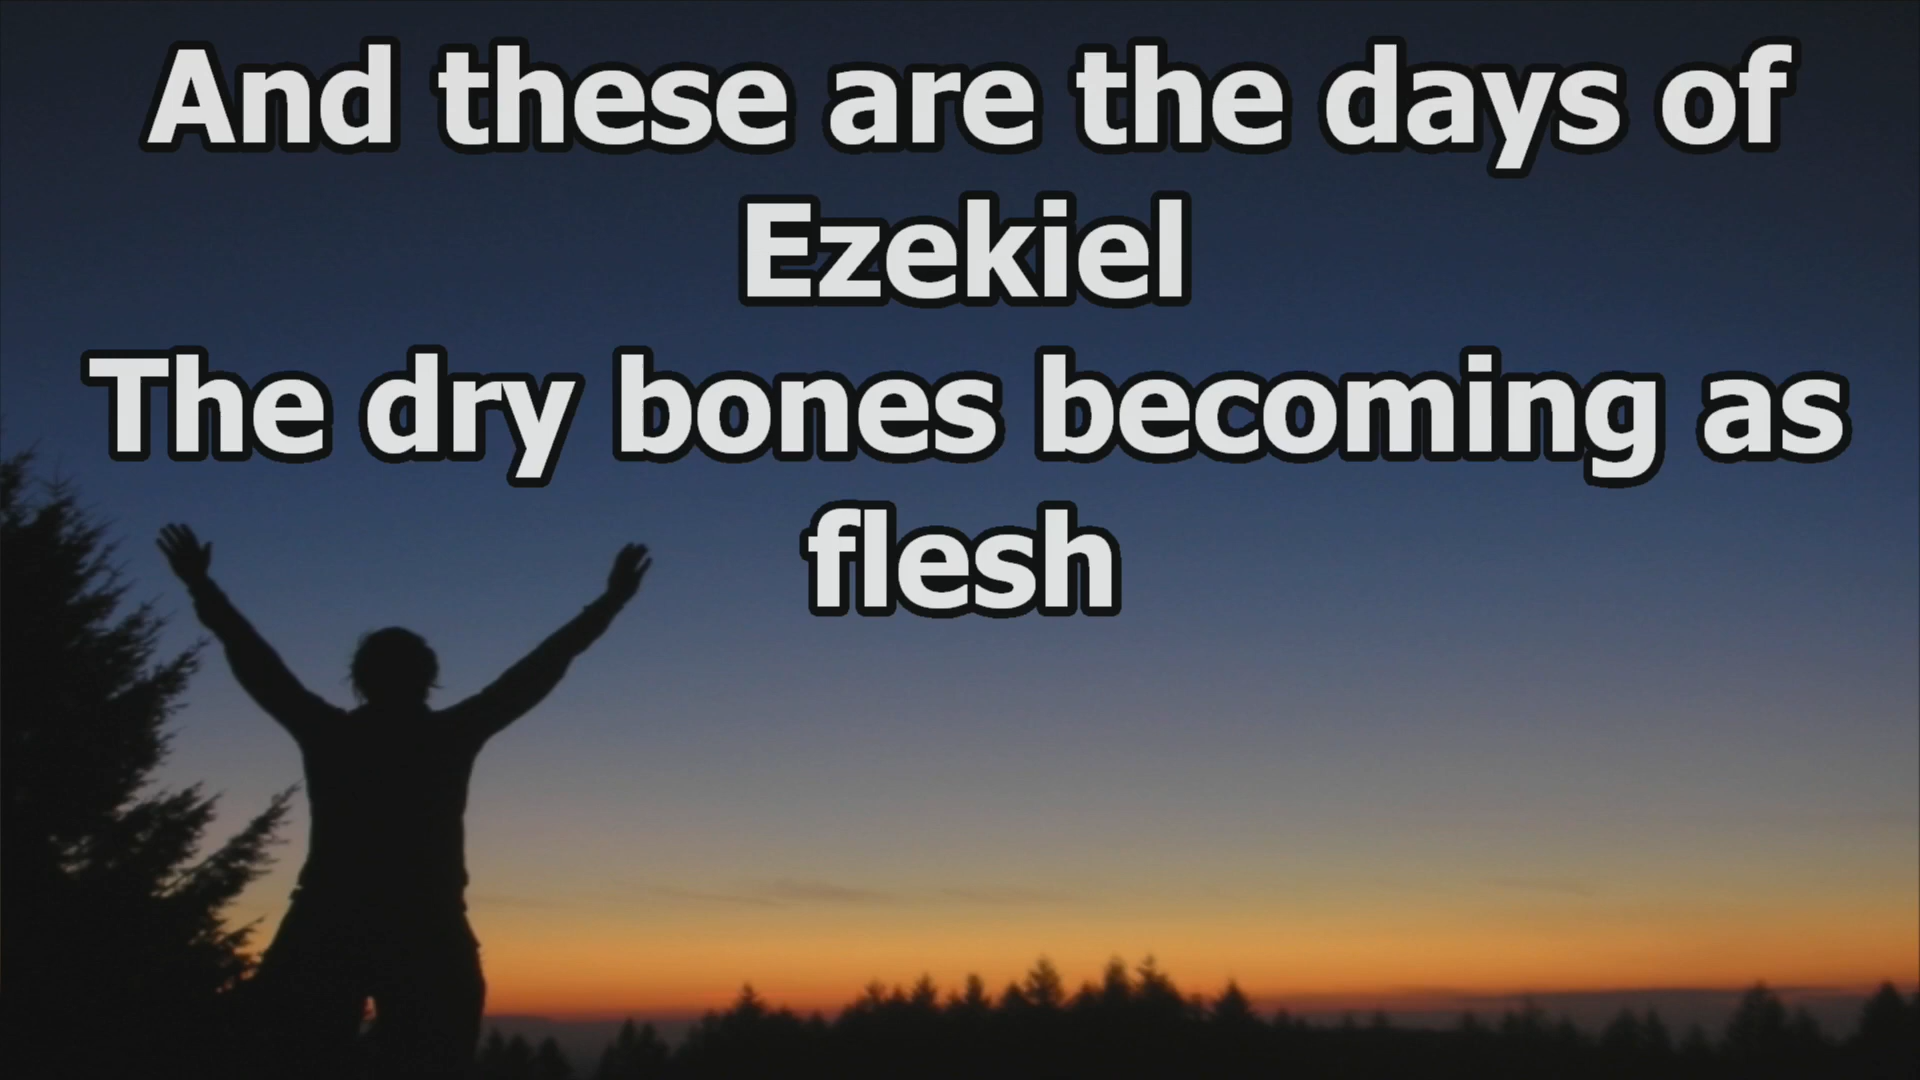 And these are the days of
Ezekiel
The dry bones becoming as
flesh